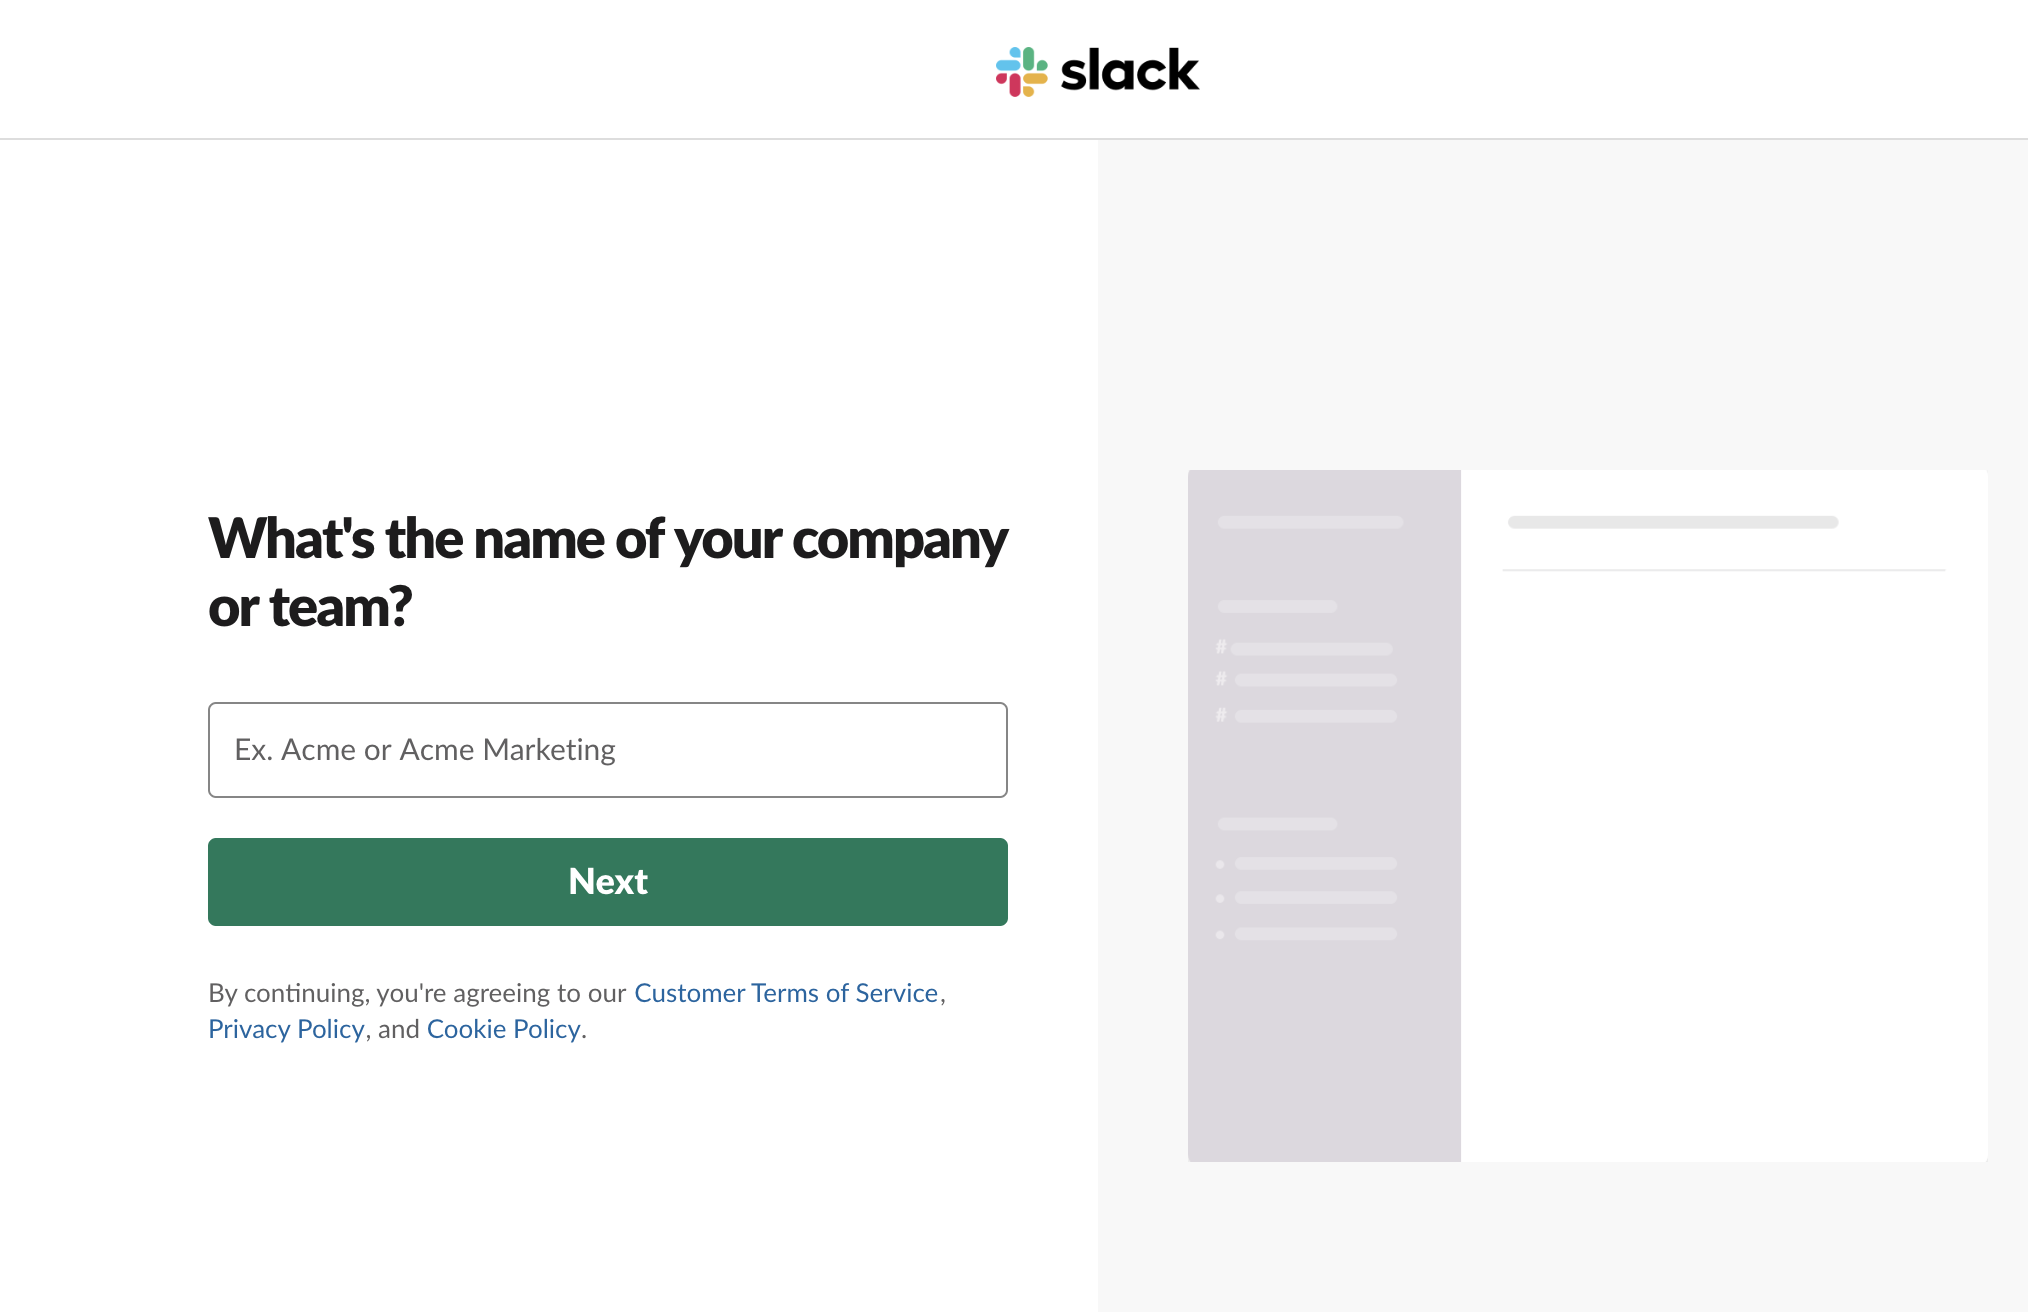 slack
What's the name of your company
or team?
Ex. Acme or Acme Marketing
Next
By continuing, you're agreeing to our Customer Terms of Service,
Privacy Policy, and Cookie Policy.
#
#
#